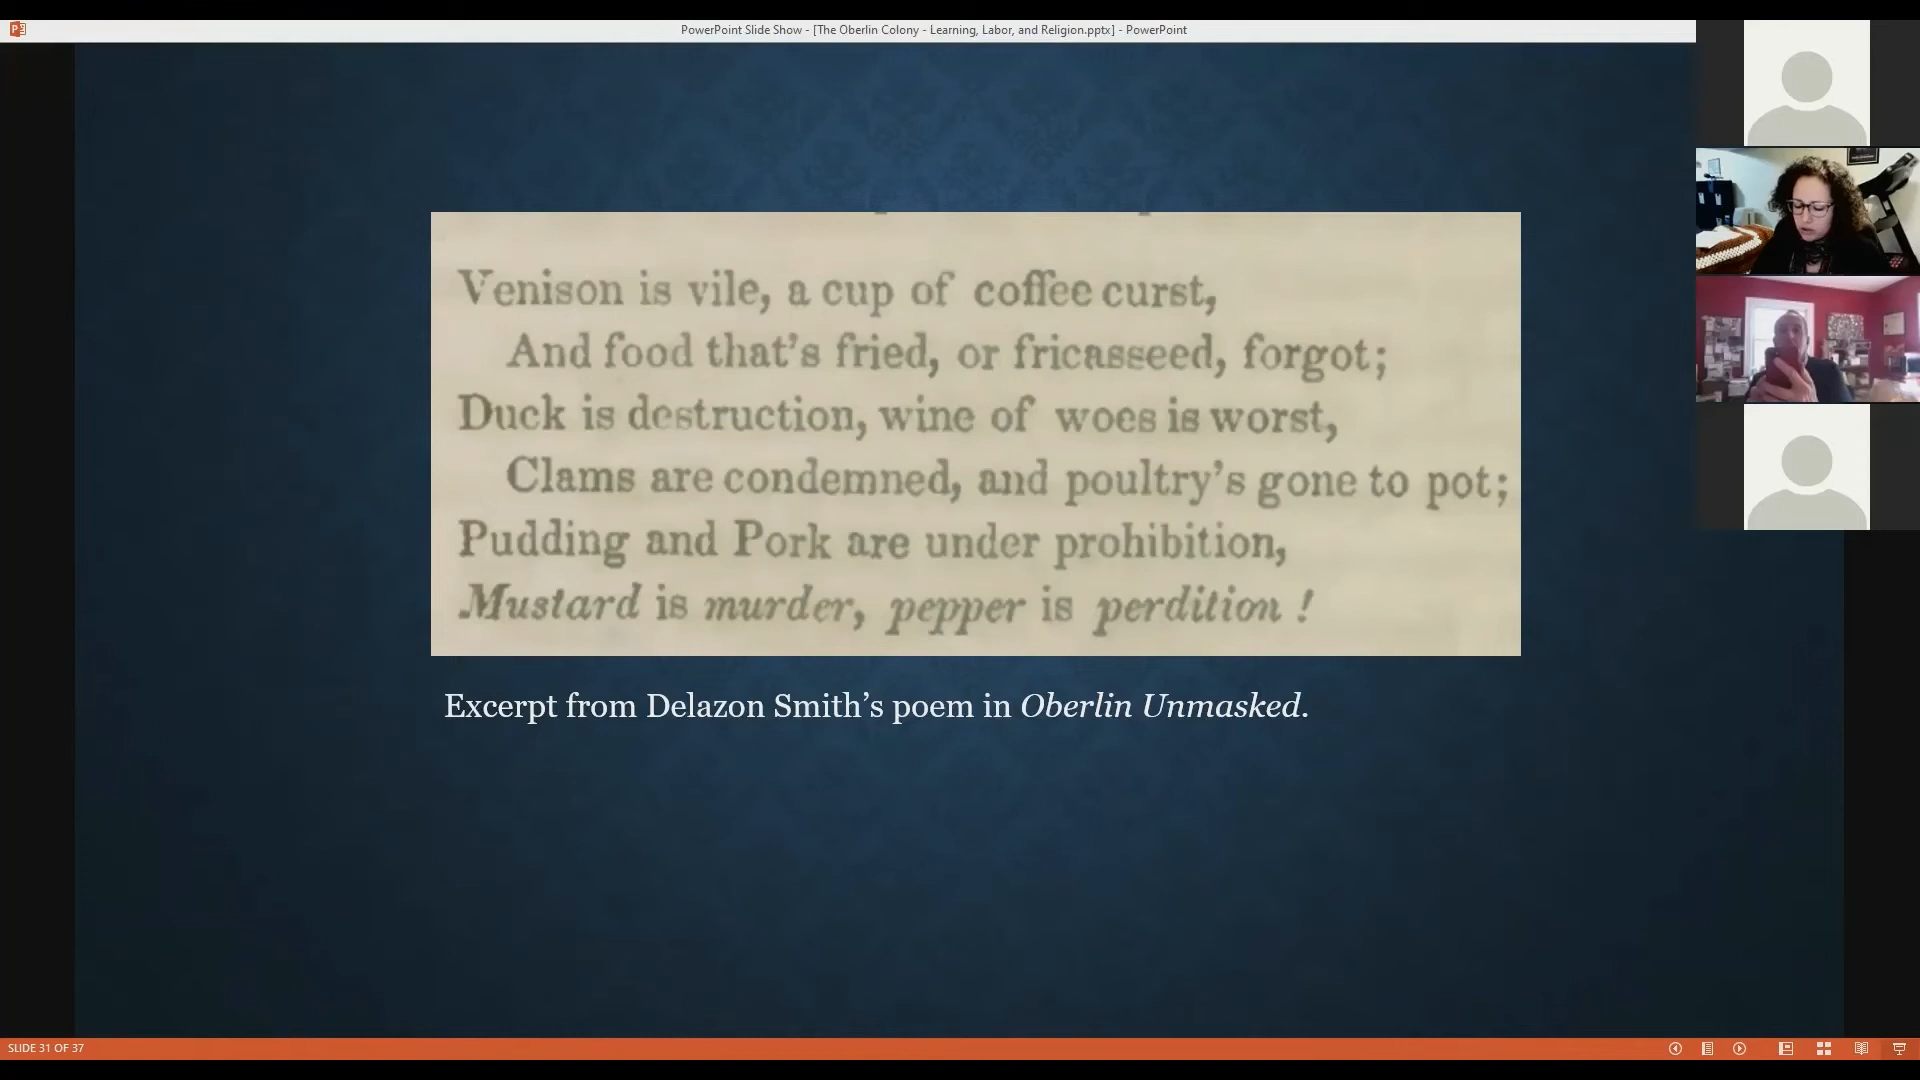 PowerPoint Slide Show - [The Oberlin Colony - Learning, Labor, and Religion.pptx] - PowerPoint
Venison is vile, a cup of coffee curst,
And food that's fried, or fricasseed, forgot;
Duck is destruction, wine of woes is worst,
Clams are condemned, and poultry's gone to pot;
Pudding and Pork are under prohibition,
Mustard is murder, pepper is perdition !
Excerpt from Delazon Smith’s poem in Oberlin Unmasked.
SLIDE 31 OF 37